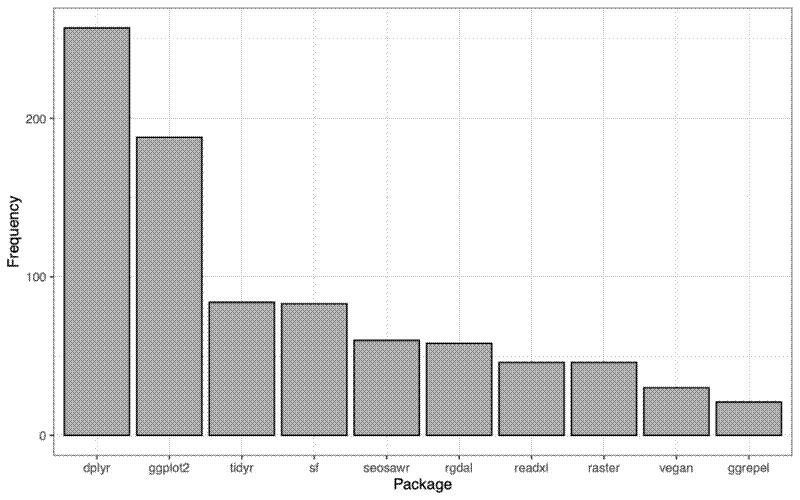 Frequency
200
100
0
dplyr ggplot2 tidyr sf seosawr rgdal readxl raster vegan ggrepel
Package